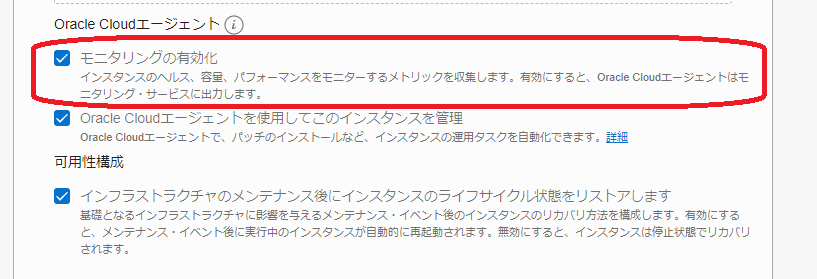 Oracle Cloudエージェント i
モニタリングの有効化
インスタンスのヘルス、容量、パフォーマンスをモニターするメトリックを収集します。有効にすると、Oracle Cloudエージェントはモ
ニタリング・サービスに出力します。
Oracle Cloudエージェントを使用してこのインスタンスを管理
Oracle Cloudエージェントで、パッチのインストールなど、インスタンスの運用タスクを自動化できます。詳細
可用性構成
インフラストラクチャのメンテナンス後にインスタンスのライフサイクル状態をリストアします
基礎となるインフラストラクチャに影響を与えるメンテナンス・イベント後のインスタンスのリカバリ方法を構成します。有効にする
と、メンテナンス・イベント後に実行中のインスタンスが自動的に再起動されます。無効にすると、インスタンスは停止状態でリカバリ
されます。